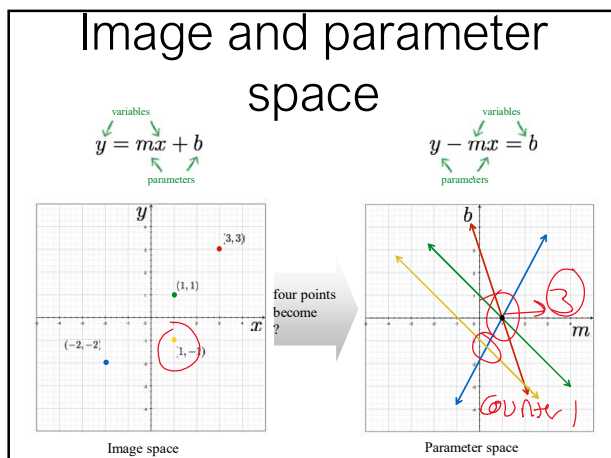 Image and parameter
space
variables
y = mx + b
parameters
variables
y - mx = b
parameters
y
[3, 3)
(1, 1)
x
(-2, -2]
[1, -1)
Image space
four points
become
?
b
3
m
counter 1
Parameter space